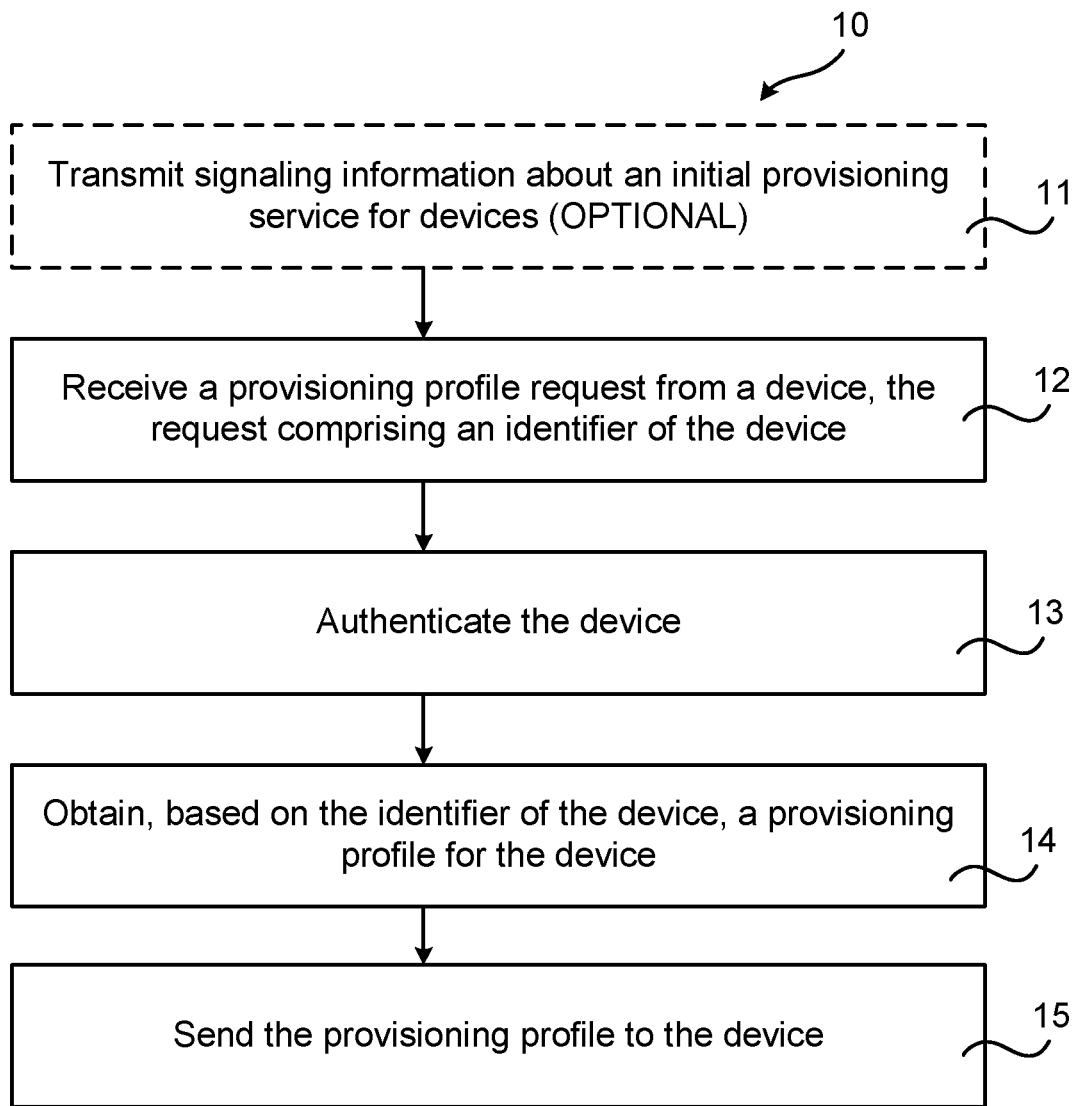 10
Transmit signaling information about an initial provisioning
service for devices (OPTIONAL)
11
Receive a provisioning profile request from a device, the
request comprising an identifier of the device
12
Authenticate the device
13
Obtain, based on the identifier of the device, a provisioning
profile for the device
14
Send the provisioning profile to the device
15